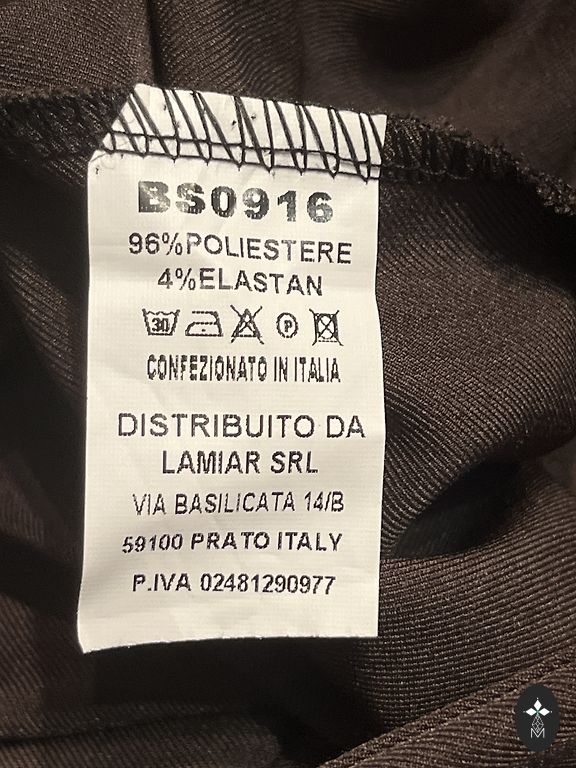 BS0916
96%POLIESTERE
4%ELASTAN
30 P
CONFEZIONATO IN ITALIA
DISTRIBUITO DA
LAMIAR SRL
VIA BASILICATA 14/B
59100 PRATO ITALY
P.IVA 02481290977
M